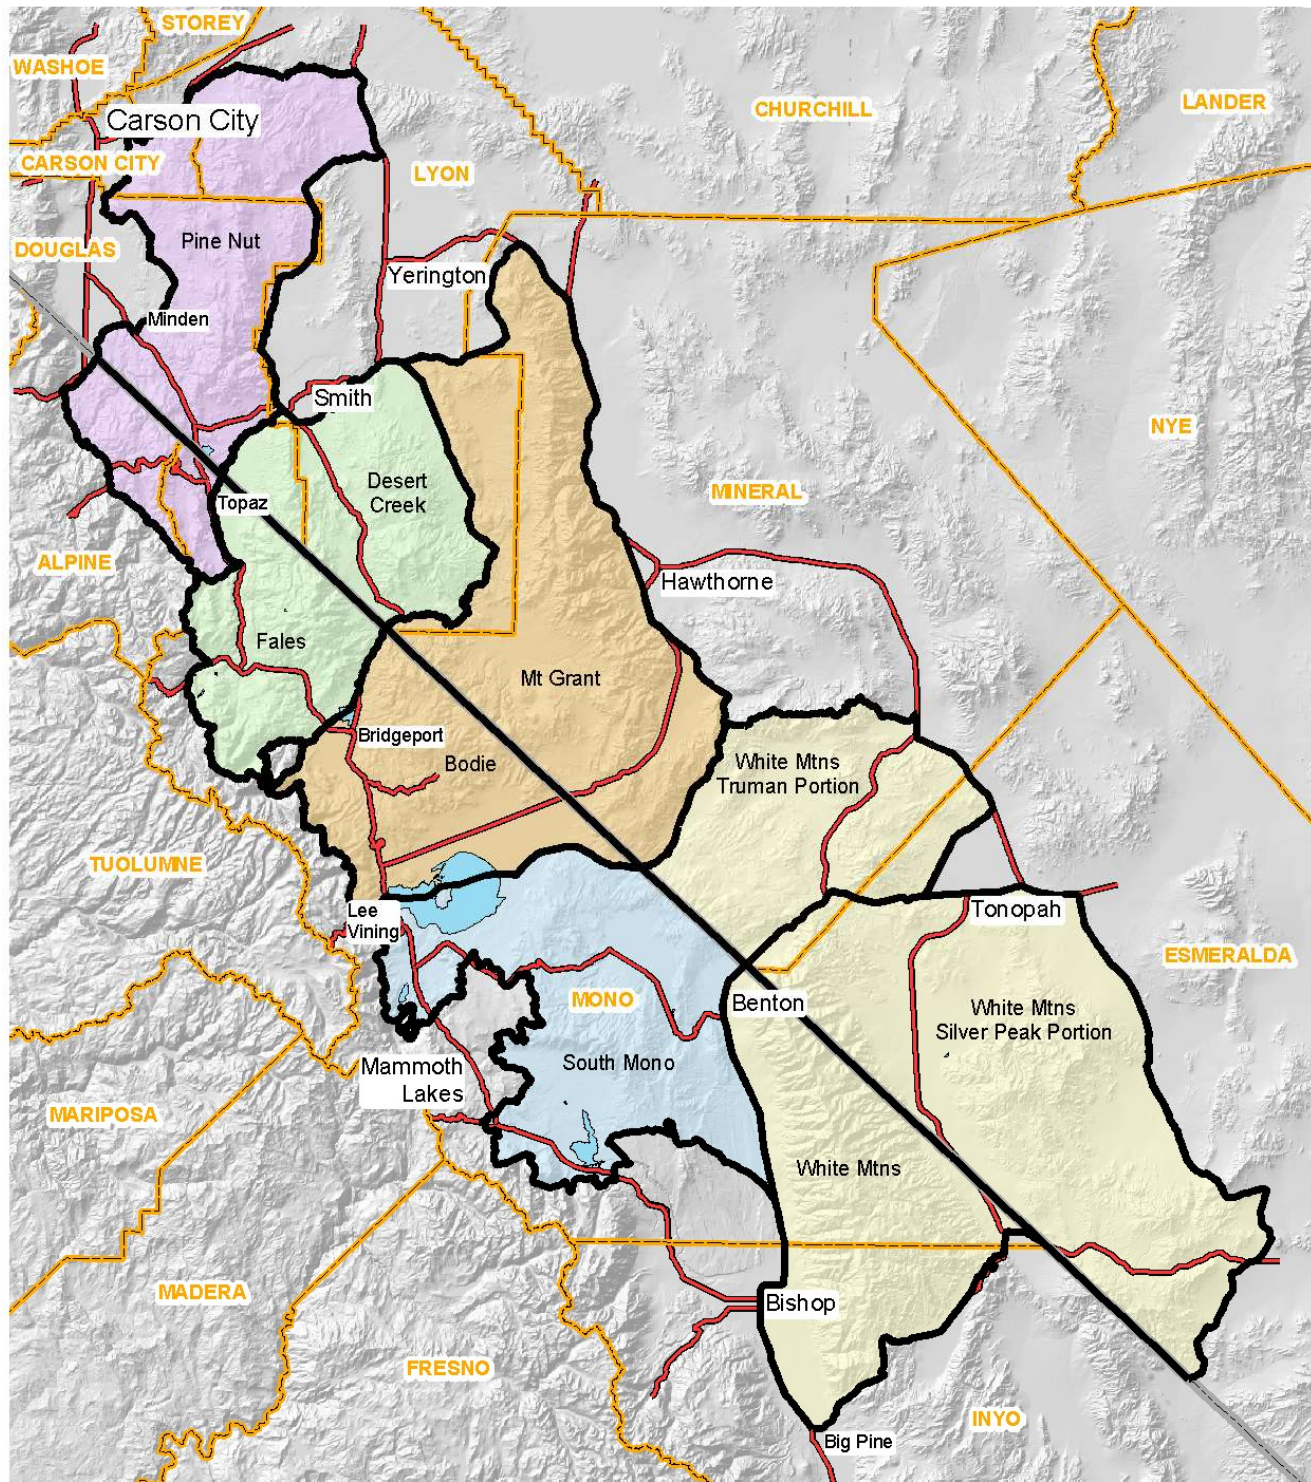 STOREY
WASHOE
CHURCHILL
LANDER
Carson City
CARSON CITY
LYON
Pine Nut
DOUGLAS
Yerington
Minden
Smith
NYE
Desert
Creek
MINERAL
Topaz
ALPINE
Hawthorne
Fales
Mt Grant
Bridgeport
Bodie
White Mtns
Truman Portion
TUOLUMNE
Lee
Vining
Tonopah
ESMERALDA
MONO
Benton
White Mtns
Silver Peak Portion
South Mono
Mammoth
Lakes
MARIPOSA
White Mtns
MADERA
Bishop
FRESNO
INYO
Big Pine